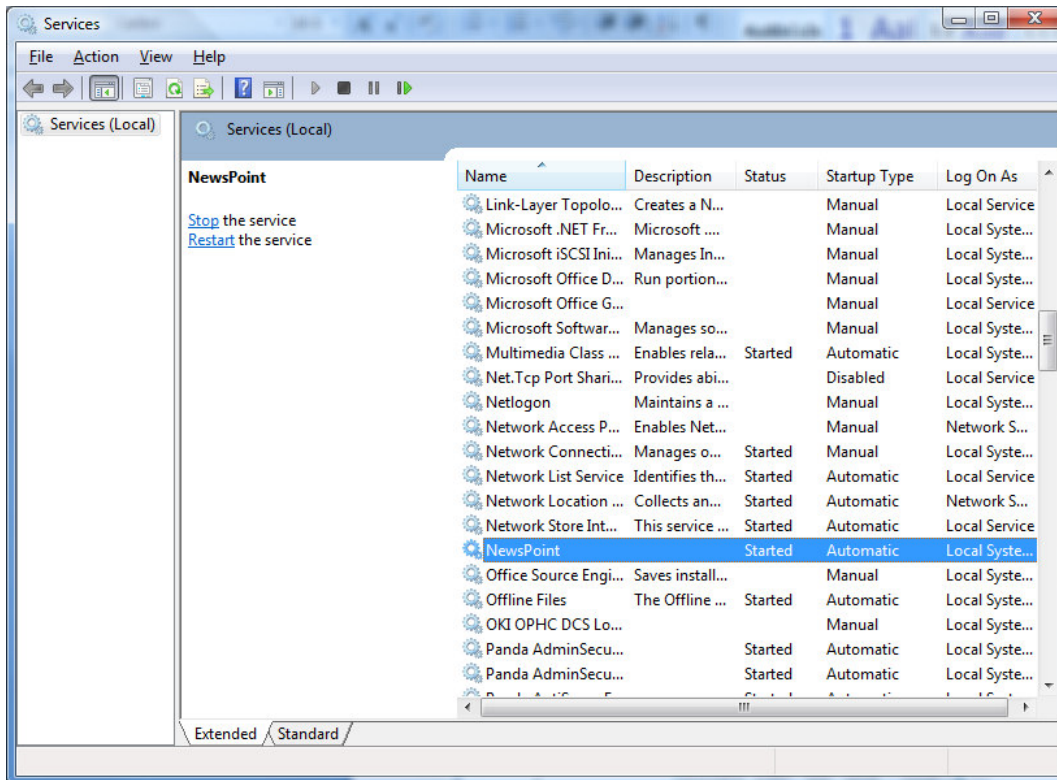 Services
File Action View Help
Services (Local)
Services (Local)
NewsPoint
Stop the service
Restart the service
Name Description Status Startup Type Log On As
Link-Layer Topolo... Creates a N... Manual Local Service
Microsoft .NET Fr... Microsoft .... Manual Local Syste...
Microsoft iSCSI Ini... Manages In... Manual Local Syste...
Microsoft Office D... Run portion... Manual Local Syste...
Microsoft Office G... Manual Local Service
Microsoft Softwar... Manages so... Manual Local Syste...
Multimedia Class ... Enables rela... Started Automatic Local Syste...
Net.Tcp Port Shari... Provides abi... Disabled Local Service
Netlogon Maintains a ... Manual Local Syste...
Network Access P... Enables Net... Manual Network S...
Network Connecti... Manages o... Started Manual Local Syste...
Network List Service Identifies th... Started Automatic Local Service
Network Location ... Collects an... Started Automatic Network S...
Network Store Int... This service ... Started Automatic Local Service
NewsPoint Started Automatic Local Syste...
Office Source Engi... Saves install... Manual Local Syste...
Offline Files The Offline ... Started Automatic Local Syste...
OKI OPHC DCS Lo... Manual Local Syste...
Panda AdminSecu... Started Automatic Local Syste...
Panda AdminSecu... Started Automatic Local Syste...
Extended Standard